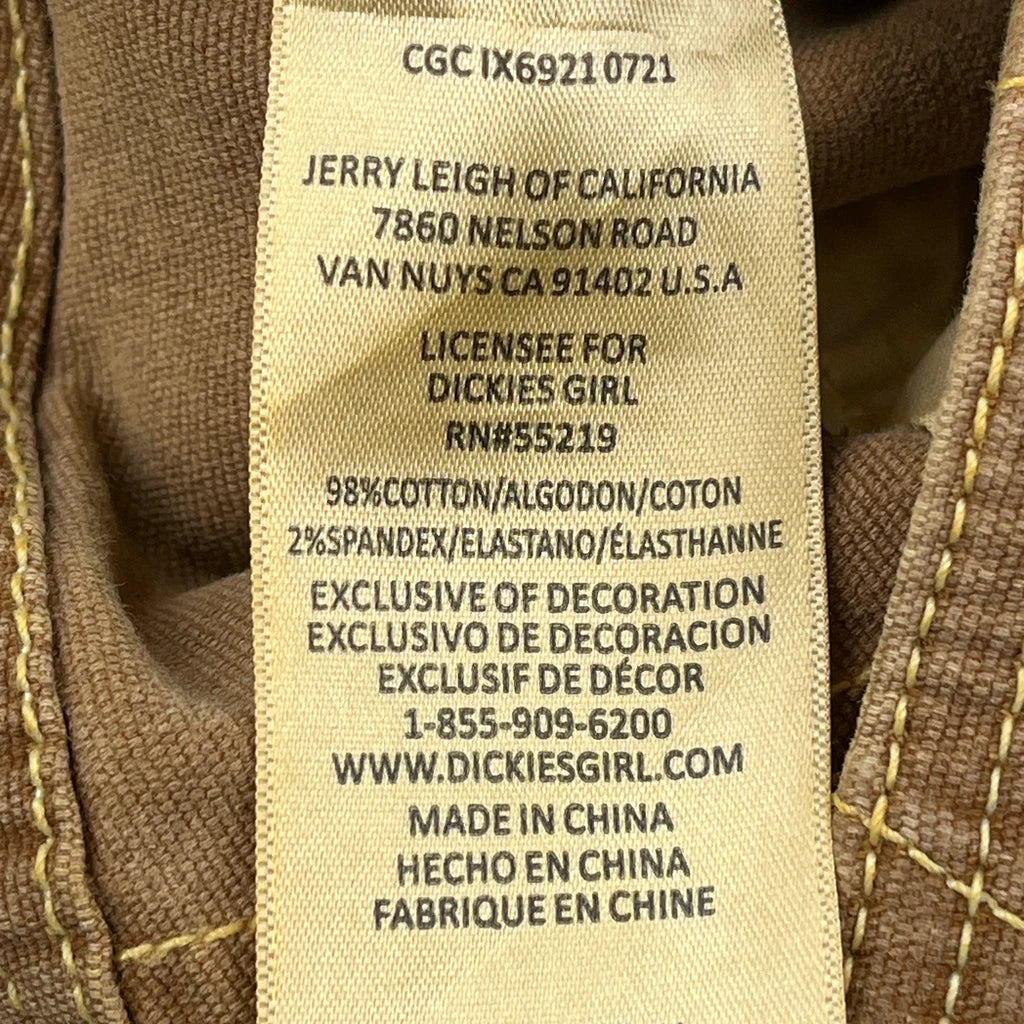 CGC IX69210721
JERRY LEIGH OF CALIFORNIA
7860 NELSON ROAD
VAN NUYS CA 91402 U.S.A
LICENSEE FOR
DICKIES GIRL
RN#55219
98%COTTON/ALGODON/COTON
2%SPANDEX/ELASTANO/ÉLASTHANNE
EXCLUSIVE OF DECORATION
EXCLUSIVO DE DECORACION
EXCLUSIF DE DÉCOR
1-855-909-6200
WWW.DICKIESGIRL.COM
MADE IN CHINA
HECHO EN CHINA
FABRIQUE EN CHINE